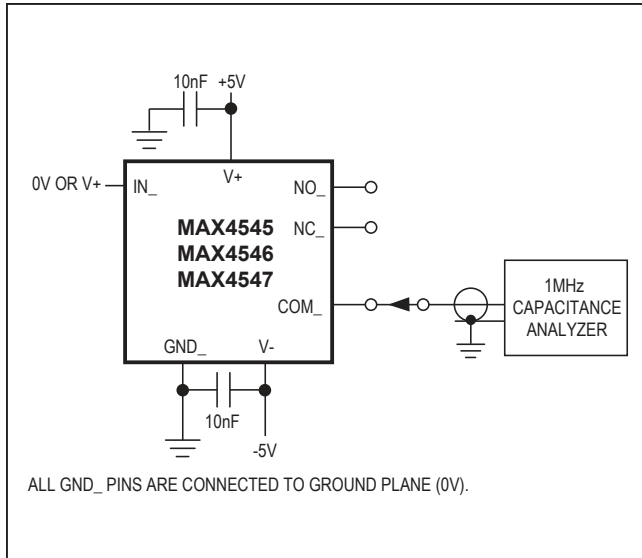 10nF
+5V
V+
0V OR V+
IN_
NO_
NC_
MAX4545
MAX4546
MAX4547
COM_
1MHz
CAPACITANCE
ANALYZER
GND_
V-
10nF
-5V
ALL GND_ PINS ARE CONNECTED TO GROUND PLANE (0V).